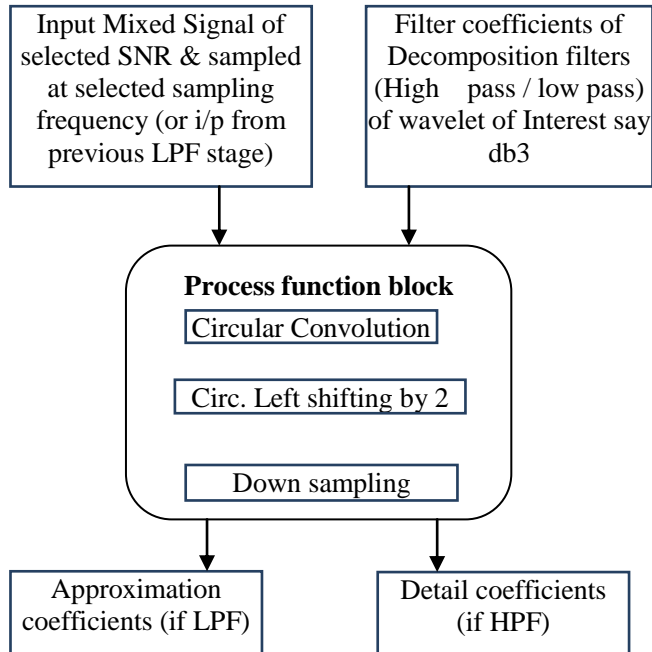 Input Mixed Signal of
selected SNR & sampled
at selected sampling
frequency (or i/p from
previous LPF stage)
Filter coefficients of
Decomposition filters
(High pass / low pass)
of wavelet of Interest say
db3
Process function block
Circular Convolution
Circ. Left shifting by 2
Down sampling
Approximation
coefficients (if LPF)
Detail coefficients
(if HPF)